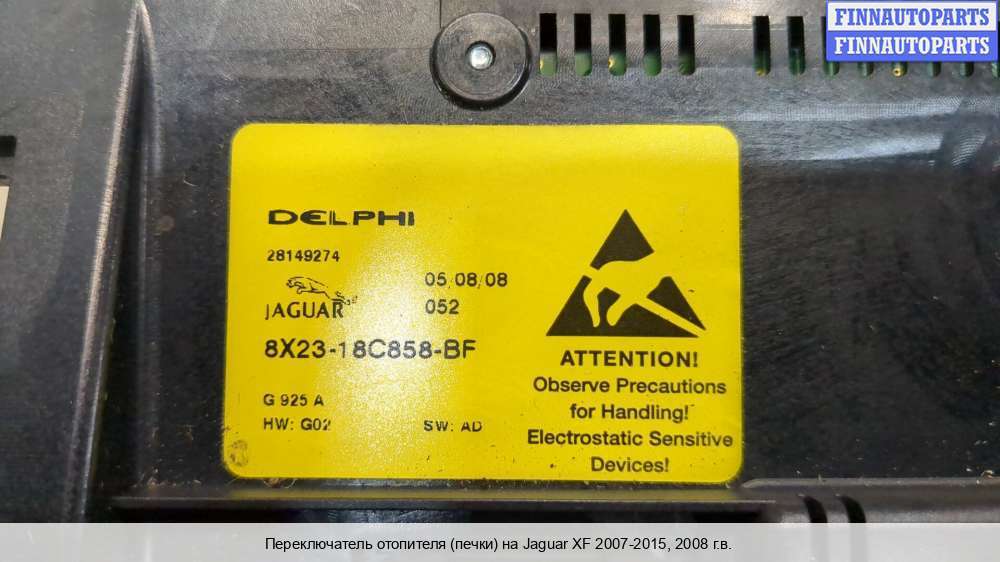 FINNAUTOPARTS
FINNAUTOPARTS
DELPHI
28149274
05/08/08
JAGUAR
052
8X23-18C858-BF
G 925 A
HW: G02
SW: AD
ATTENTION!
Observe Precautions
for Handling!
Electrostatic Sensitive
Devices!
Переключатель отопителя (печки) на Jaguar XF 2007-2015, 2008 г.в.